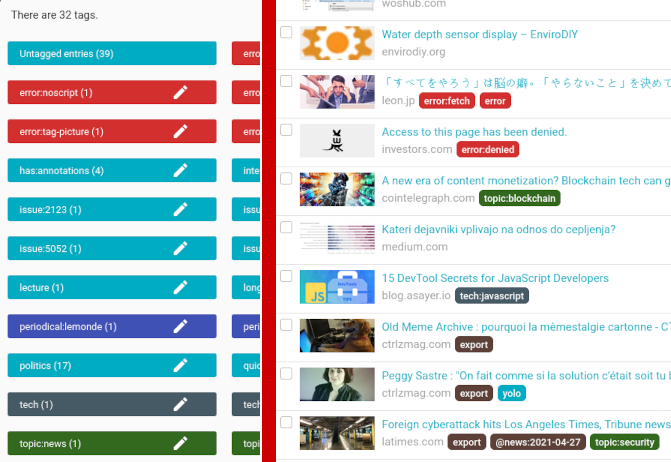 There are 32 tags.
Untagged entries (39)
erro
error:noscript (1)
erro
error:tag-picture (1)
erro
has:annotations (4)
inte
issue:2123 (1)
issu
issue:5052 (1)
issu
lecture (1)
long
periodical:lemonde (1)
peri
politics (17)
quic
tech (1)
tech
topic:news (1)
topi
woshub.com
Water depth sensor display – EnviroDIY
envirodiy.org
「すべてをやろう」は脳の癖。「やらないこと」を決めて
leon.jp error:fetch error
Access to this page has been denied.
investors.com error:denied
A new era of content monetization? Blockchain tech can g
cointelegraph.com topic:blockchain
Kateri dejavniki vplivajo na odnos do cepljenja?
medium.com
15 DevTool Secrets for JavaScript Developers
blog.asayer.io tech:javascript
Old Meme Archive : pourquoi la mèmestalgie cartonne - C
ctrlzmag.com export
Peggy Sastre : "On fait comme si la solution c'était soit tu b
ctrlzmag.com export yolo
Foreign cyberattack hits Los Angeles Times, Tribune news
latimes.com export @news:2021-04-27 topic:security